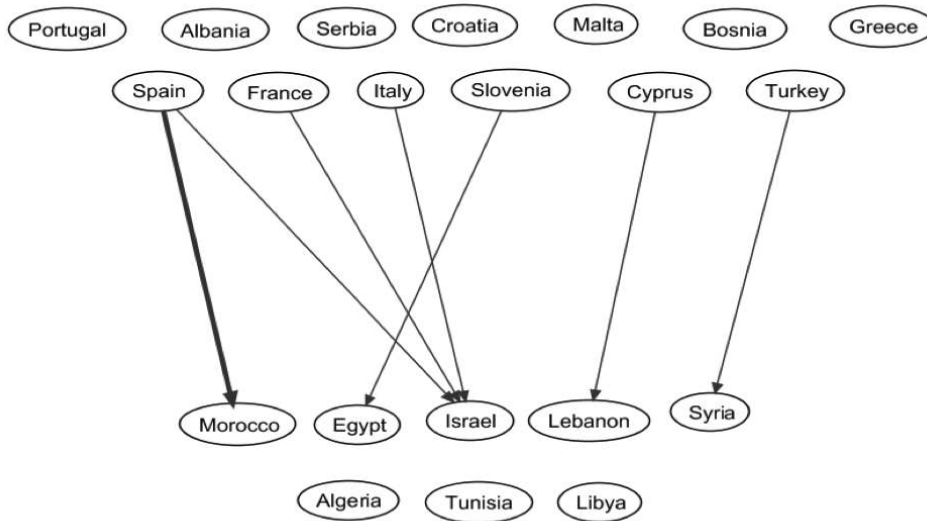 Portugal Albania Serbia Croatia Malta Bosnia Greece
Spain France Italy Slovenia Cyprus Turkey
Morocco Egypt Israel Lebanon Syria
Algeria Tunisia Libya